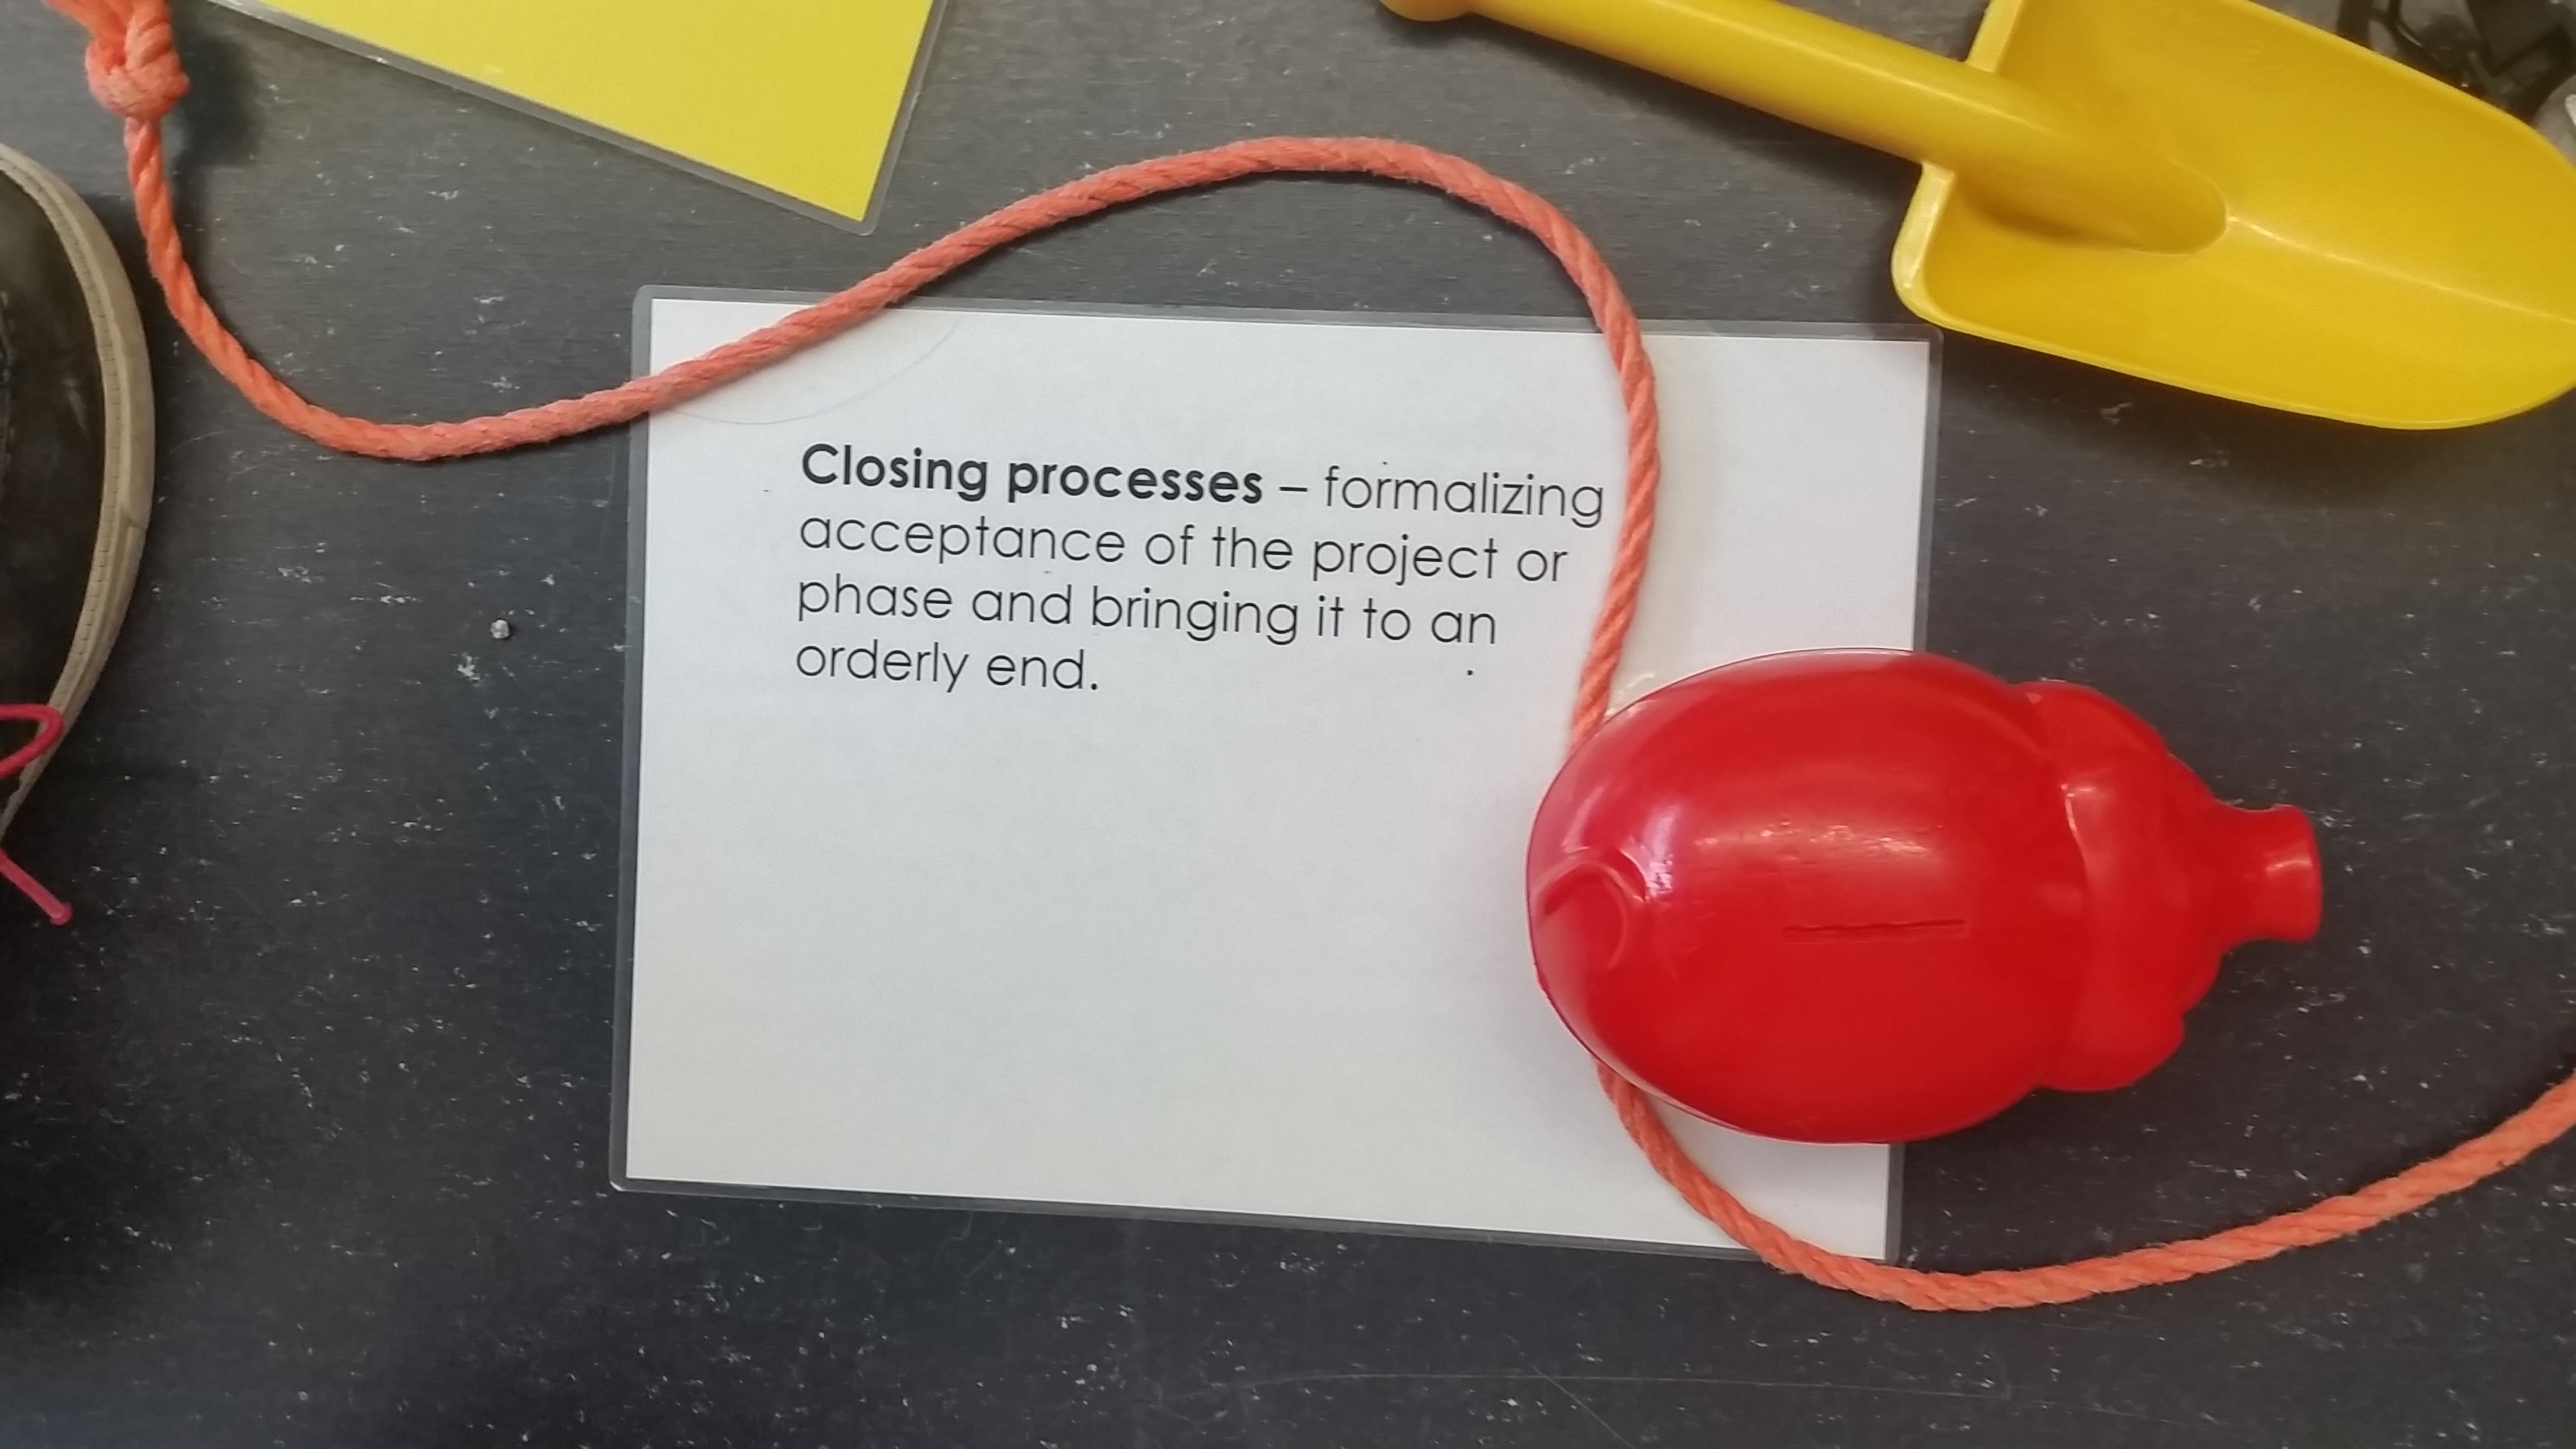 Closing processes – formalizing
acceptance of the project or
phase and bringing it to an
orderly end.